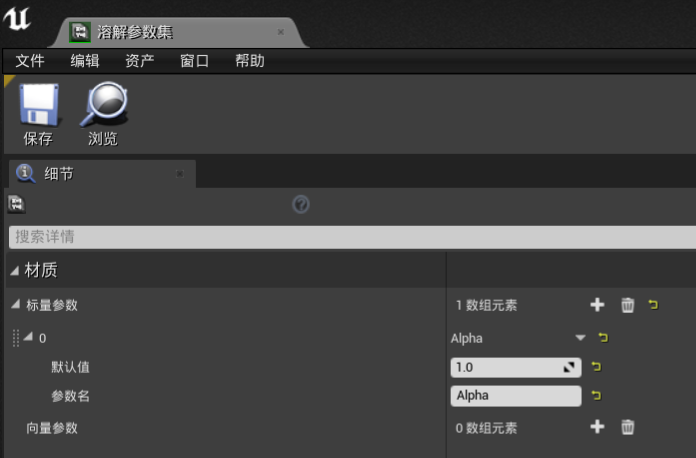 溶解参数集
文件 编辑 资产 窗口 帮助
保存 浏览
细节
搜索详情
材质
标量参数 1 数组元素
0 Alpha
默认值 1.0
参数名 Alpha
向量参数 0 数组元素